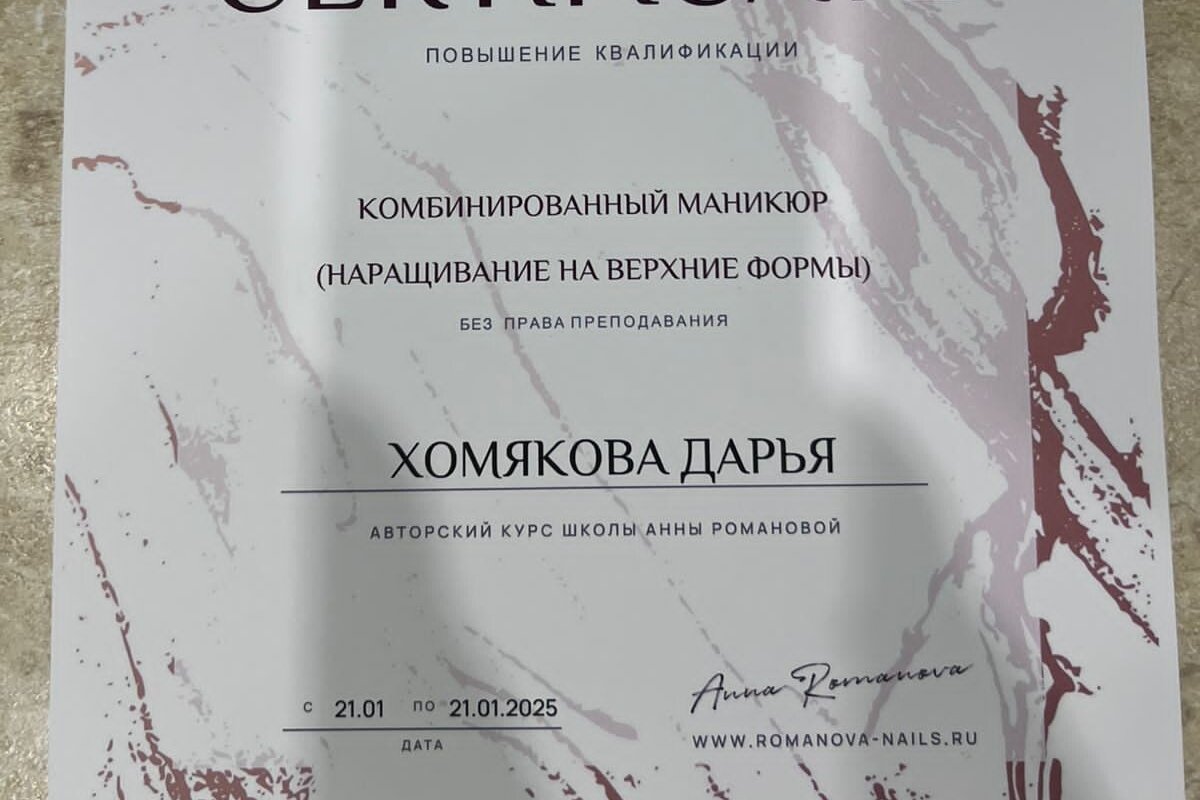 ПОВЫШЕНИЕ КВАЛИФИКАЦИИ
КОМБИНИРОВАННЫЙ МАНИКЮР
(НАРАЩИВАНИЕ НА ВЕРХНИЕ ФОРМЫ)
БЕЗ ПРАВА ПРЕПОДАВАНИЯ
ХОМЯКОВА ДАРЬЯ
АВТОРСКИЙ КУРС ШКОЛЫ АННЫ РОМАНОВОЙ
С 21.01 ПО 21.01.2025
ДАТА
Anna Romanova
WWW.ROMANOVA-NAILS.RU